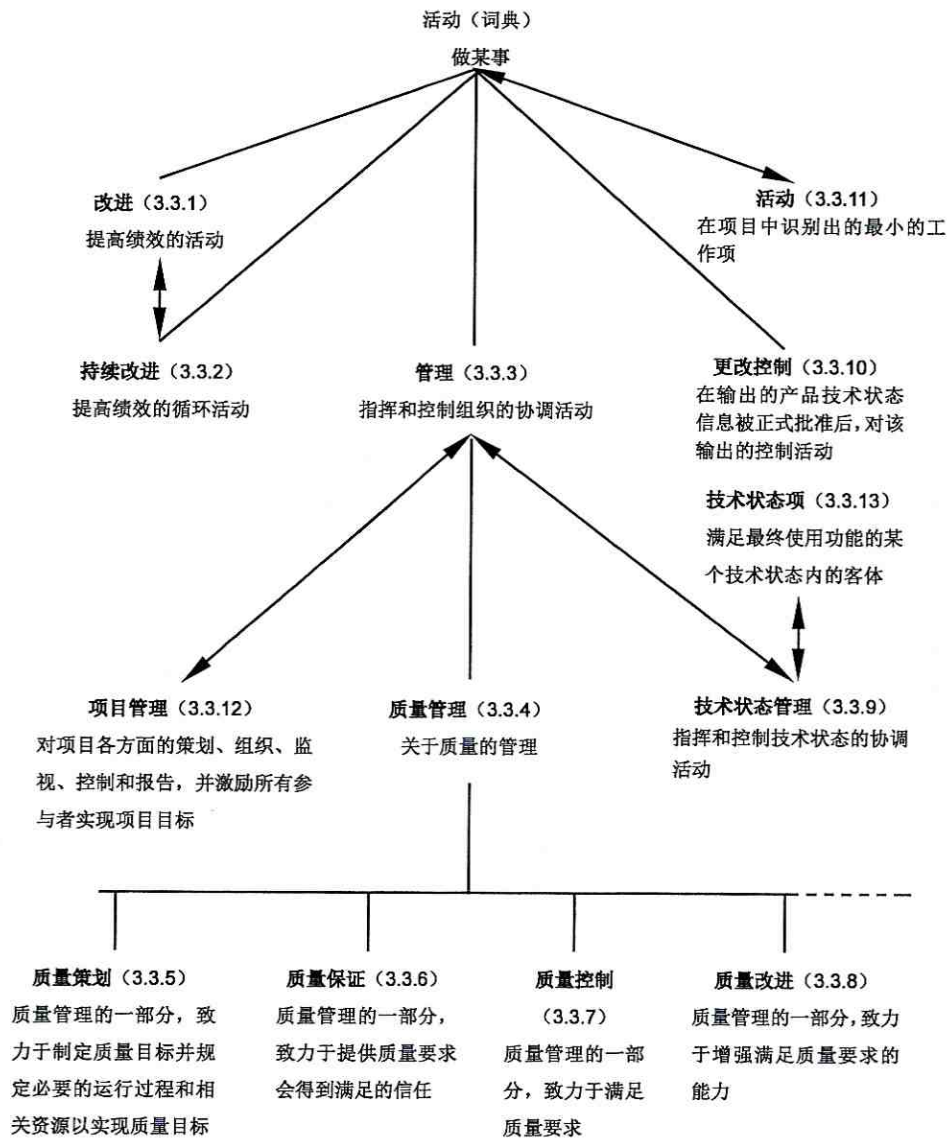 活动（词典）
做某事
改进（3.3.1）
提高绩效的活动
活动（3.3.11）
在项目中识别出的最小的工
作项
持续改进（3.3.2）
提高绩效的循环活动
管理（3.3.3）
指挥和控制组织的协调活动
更改控制（3.3.10）
在输出的产品技术状态
信息被正式批准后，对该
输出的控制活动
技术状态项（3.3.13）
满足最终使用功能的某
个技术状态内的客体
项目管理（3.3.12）
对项目各方面的策划、组织、监
视、控制和报告，并激励所有参
与者实现项目目标
质量管理（3.3.4）
关于质量的管理
技术状态管理（3.3.9）
指挥和控制技术状态的协调
活动
质量策划（3.3.5）
质量管理的一部分，致
力于制定质量目标并规
定必要的运行过程和相
关资源以实现质量目标
质量保证（3.3.6）
质量管理的一部分，
致力于提供质量要求
会得到满足的信任
质量控制
（3.3.7）
质量管理的一部
分，致力于满足
质量要求
质量改进（3.3.8）
质量管理的一部分，致力
于增强满足质量要求的
能力